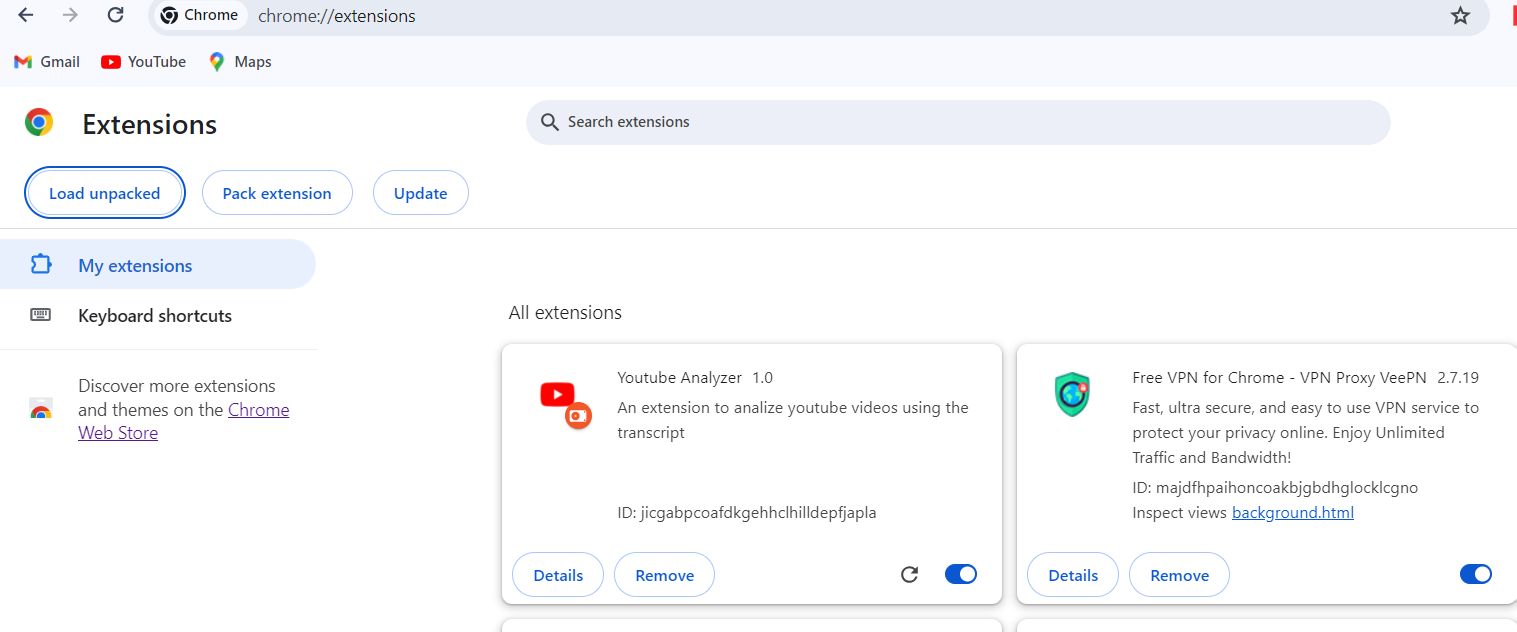 Chrome
chrome://extensions
Gmail
YouTube
Maps
Extensions
Search extensions
Load unpacked
Pack extension
Update
My extensions
Keyboard shortcuts
Discover more extensions
and themes on the Chrome
Web Store
All extensions
Youtube Analyzer 1.0
An extension to analize youtube videos using the
transcript
ID: jicgabpcoafdkgehhclhilldepfjapla
Details
Remove
Free VPN for Chrome - VPN Proxy VeePN 2.7.19
Fast, ultra secure, and easy to use VPN service to
protect your privacy online. Enjoy Unlimited
Traffic and Bandwidth!
ID: majdfhpaihoncoakbjgbdhglocklcgno
Inspect views background.html
Details
Remove